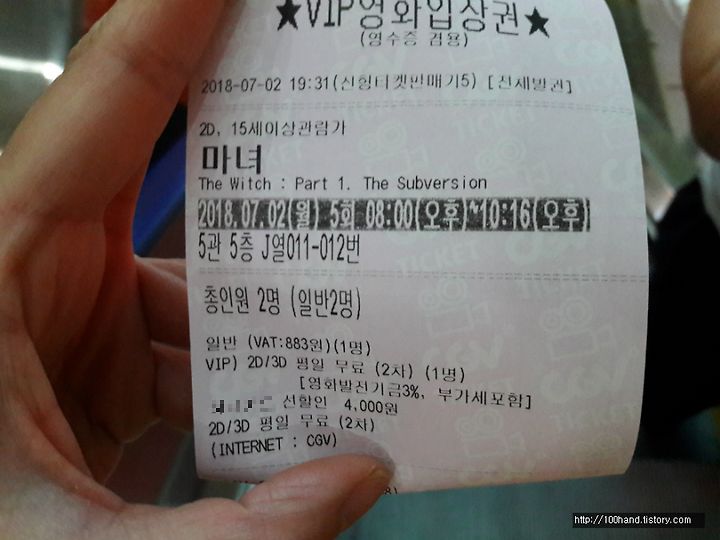 ★VIP영화입상권★
(영수증 겸용)
2018-07-02 19:31(신형티켓판매기5) [전세발권]
2D, 15세이상관람가
마녀
The Witch : Part 1. The Subversion
2018.07.02(월) 5회 08:00(오후)~10:16(오후)
5관 5층 J열011-012번
총인원 2명 (일반2명)
일반 (VAT:883원)(1명)
VIP) 2D/3D 평일 무료 (2차) (1명)
[영화발전기금3%, 부가세포함]
신할인 4,000원
2D/3D 평일 무료 (2차)
(INTERNET : CGV)
TICKET
CGV
http://100hand.tistory.com